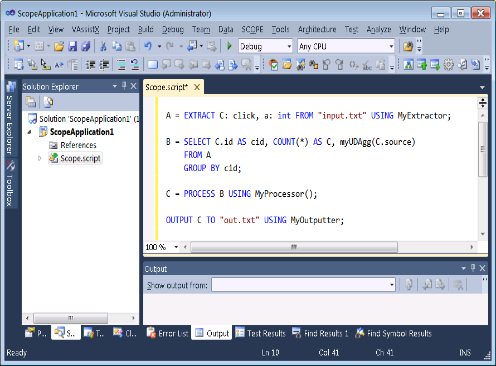 ScopeApplication1 - Microsoft Visual Studio (Administrator)
File Edit View VAssistX Project Build Debug Team Data SCOPE Tools Architecture Test Analyze Window Help
Debug Any CPU
Server Explorer
Toolbox
Solution Explorer
Solution 'ScopeApplication1' (1
ScopeApplication1
References
Scope.script
Scope.script*
A = EXTRACT C: click, a: int FROM "input.txt" USING MyExtractor;
B = SELECT C.id AS cid, COUNT(*) AS C, myUDAgg(C.source)
FROM A
GROUP BY cid;
C = PROCESS B USING MyProcessor();
OUTPUT C TO "out.txt" USING MyOutputter;
100 %
Output
Show output from:
P... S... T... Cl...
Error List Output Test Results Find Results 1 Find Symbol Results
Ready Ln 10 Col 41 Ch 41 INS